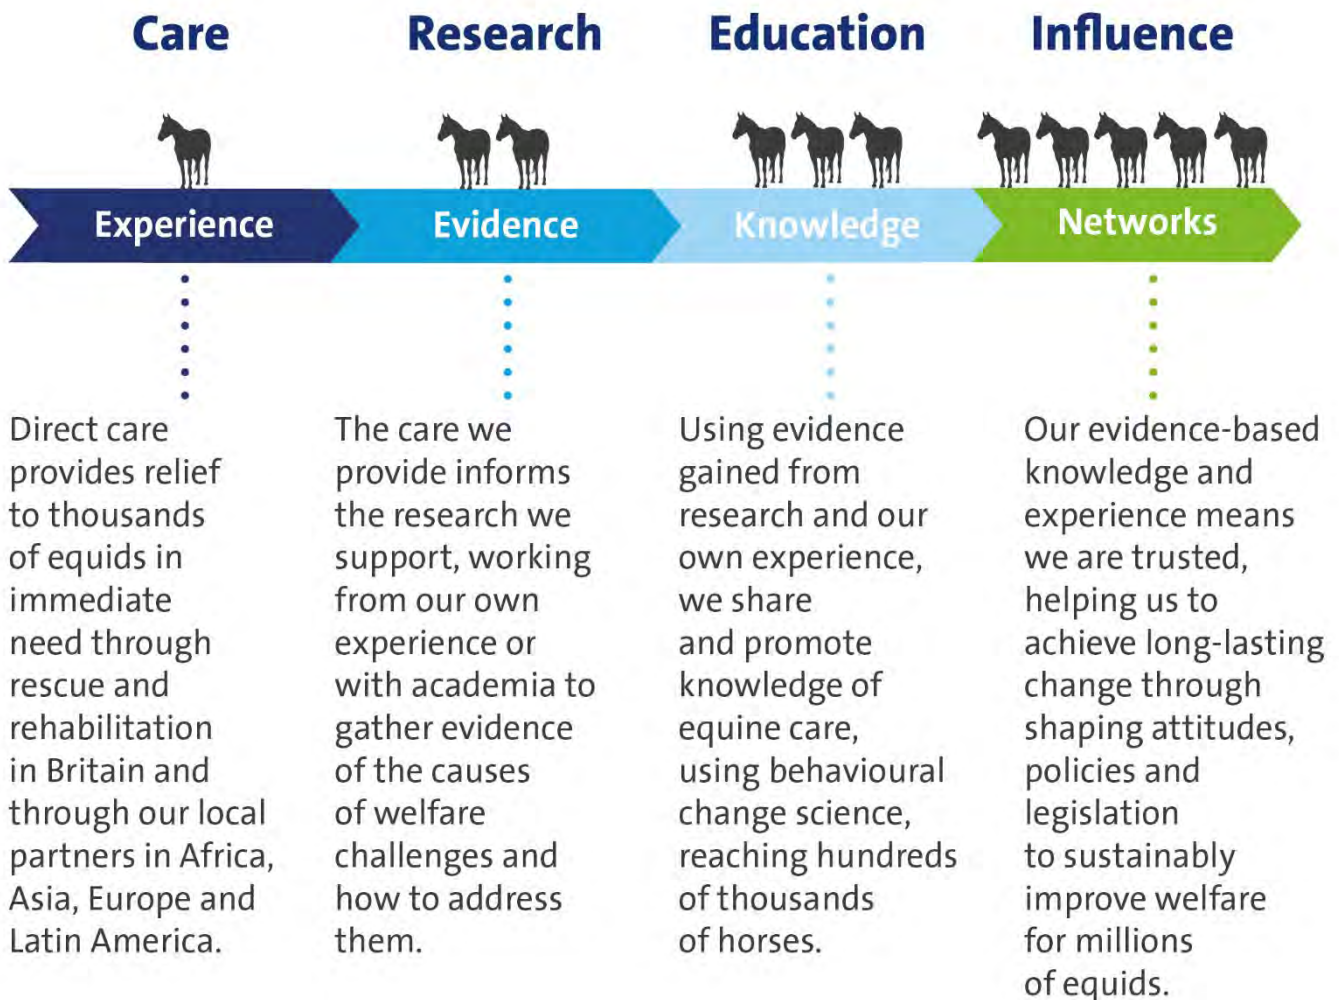 Care
Research
Education
Influence
Experience
Evidence
Knowledge
Networks
Direct care
provides relief
to thousands
of equids in
immediate
need through
rescue and
rehabilitation
in Britain and
through our local
partners in Africa,
Asia, Europe and
Latin America.
The care we
provide informs
the research we
support, working
from our own
experience or
with academia to
gather evidence
of the causes
of welfare
challenges and
how to address
them.
Using evidence
gained from
research and our
own experience,
we share
and promote
knowledge of
equine care,
using behavioural
change science,
reaching hundreds
of thousands
of horses.
Our evidence-based
knowledge and
experience means
we are trusted,
helping us to
achieve long-lasting
change through
shaping attitudes,
policies and
legislation
to sustainably
improve welfare
for millions
of equids.